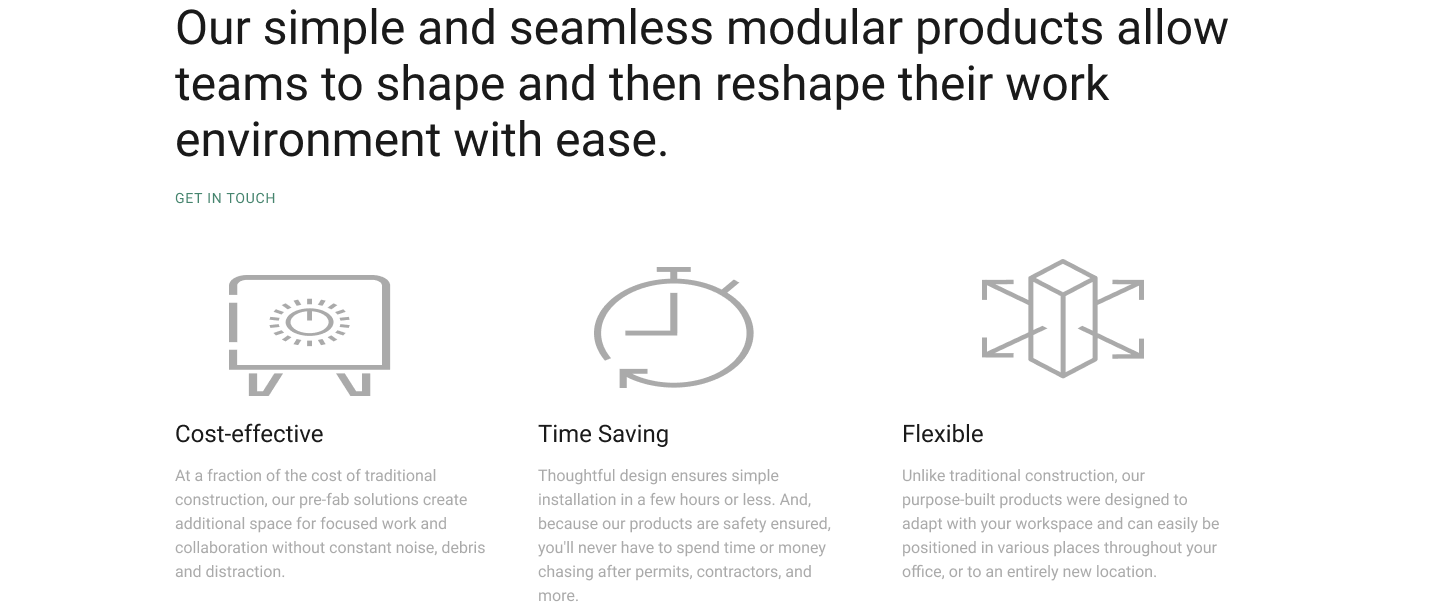 Our simple and seamless modular products allow
teams to shape and then reshape their work
environment with ease.
GET IN TOUCH
Cost-effective
At a fraction of the cost of traditional
construction, our pre-fab solutions create
additional space for focused work and
collaboration without constant noise, debris
and distraction.
Time Saving
Thoughtful design ensures simple
installation in a few hours or less. And,
because our products are safety ensured,
you'll never have to spend time or money
chasing after permits, contractors, and
more.
Flexible
Unlike traditional construction, our
purpose-built products were designed to
adapt with your workspace and can easily be
positioned in various places throughout your
office, or to an entirely new location.